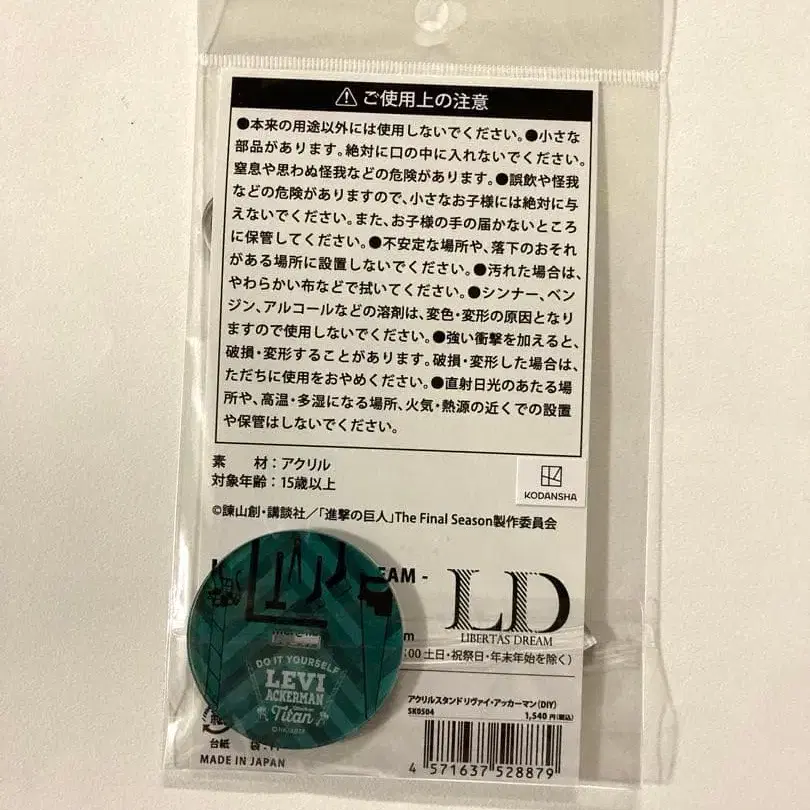 ⚠ ご使用上の注意
●本来の用途以外には使用しないでください。●小さな
部品があります。絶対に口の中に入れないでください。
窒息や思わぬ怪我などの危険があります。●誤飲や怪我
などの危険がありますので、小さなお子様には絶対に与
えないでください。また、お子様の手の届かないところ
に保管してください。●不安定な場所や、落下のおそれ
がある場所に設置しないでください。●汚れた場合は、
やわらかい布などで拭いてください。●シンナー、ベン
ジン、アルコールなどの溶剤は、変色・変形の原因となり
ますので使用しないでください。●強い衝撃を加えると、
破損・変形することがあります。破損・変形した場合は、
ただちに使用をおやめください。●直射日光のあたる場
所や、高温・多湿になる場所、火気・熱源の近くでの設置
や保管はしないでください。
素　材：アクリル
対象年齢：15歳以上
KODANSHA
©諫山創・講談社／「進撃の巨人」The Final Season製作委員会
EAM -
LD
LIBERTAS DREAM
m
:00 土日・祝祭日・年末年始を除く）
DO IT YOURSELF
LEVI
ACKERMAN
Titan
アクリルスタンド リヴァイ・アッカーマン（DIY）
SK0504
1,540円（税込）
台紙
袋：
MADE IN JAPAN
4 571637 528879